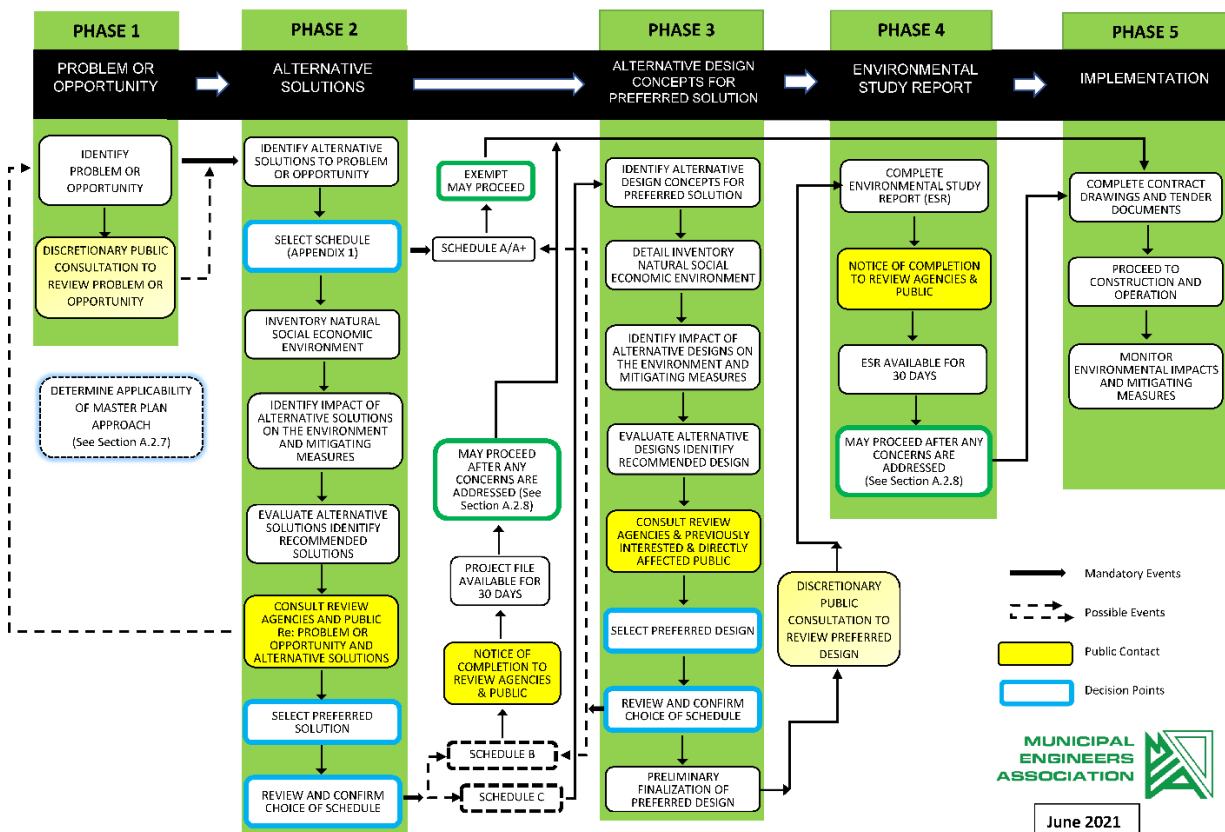 PHASE 1
PHASE 2
PHASE 3
PHASE 4
PHASE 5
PROBLEM OR
OPPORTUNITY
ALTERNATIVE
SOLUTIONS
ALTERNATIVE DESIGN
CONCEPTS FOR
PREFERRED SOLUTION
ENVIRONMENTAL
STUDY REPORT
IMPLEMENTATION
IDENTIFY
PROBLEM OR
OPPORTUNITY
DISCRETIONARY PUBLIC
CONSULTATION TO
REVIEW PROBLEM OR
OPPORTUNITY
DETERMINE APPLICABILITY
OF MASTER PLAN
APPROACH
(See Section A.2.7)
IDENTIFY ALTERNATIVE
SOLUTIONS TO PROBLEM
OR OPPORTUNITY
SELECT SCHEDULE
(APPENDIX 1)
INVENTORY NATURAL
SOCIAL ECONOMIC
ENVIRONMENT
IDENTIFY IMPACT OF
ALTERNATIVE SOLUTIONS
ON THE ENVIRONMENT
AND MITIGATING
MEASURES
EVALUATE ALTERNATIVE
SOLUTIONS IDENTIFY
RECOMMENDED
SOLUTIONS
CONSULT REVIEW
AGENCIES AND PUBLIC
Re: PROBLEM OR
OPPORTUNITY AND
ALTERNATIVE SOLUTIONS
SELECT PREFERRED
SOLUTION
REVIEW AND CONFIRM
CHOICE OF SCHEDULE
EXEMPT
MAY PROCEED
SCHEDULE A/A+
MAY PROCEED
AFTER ANY
CONCERNS ARE
ADDRESSED (See
Section A.2.8)
PROJECT FILE
AVAILABLE FOR
30 DAYS
NOTICE OF
COMPLETION TO
REVIEW AGENCIES
& PUBLIC
SCHEDULE B
SCHEDULE C
IDENTIFY ALTERNATIVE
DESIGN CONCEPTS FOR
PREFERRED SOLUTION
DETAIL INVENTORY
NATURAL SOCIAL
ECONOMIC ENVIRONMENT
IDENTIFY IMPACT OF
ALTERNATIVE DESIGNS ON
THE ENVIRONMENT AND
MITIGATING MEASURES
EVALUATE ALTERNATIVE
DESIGNS IDENTIIFY
RECOMMENDED DESIGN
CONSULT REVIEW
AGENCIES & PREVIOUSLY
INTERESTED & DIRECTLY
AFFECTED PUBLIC
SELECT PREFERRED DESIGN
REVIEW AND CONFIRM
CHOICE OF SCHEDULE
PRELIMINARY
FINALIZATION OF
PREFERRED DESIGN
DISCRETIONARY
PUBLIC
CONSULTATION TO
REVIEW PREFERRED
DESIGN
COMPLETE
ENVIRONMENTAL STUDY
REPORT (ESR)
NOTICE OF COMPLETION
TO REVIEW AGENCIES &
PUBLIC
ESR AVAILABLE FOR
30 DAYS
MAY PROCEED AFTER ANY
CONCERNS ARE
ADDRESSED
(See Section A.2.8)
COMPLETE CONTRACT
DRAWINGS AND TENDER
DOCUMENTS
PROCEED TO
CONSTRUCTION AND
OPERATION
MONITOR
ENVIRONMENTAL IMPACTS
AND MITIGATING
MEASURES
Mandatory Events
Possible Events
Public Contact
Decision Points
MUNICIPAL
ENGINEERS
ASSOCIATION
June 2021